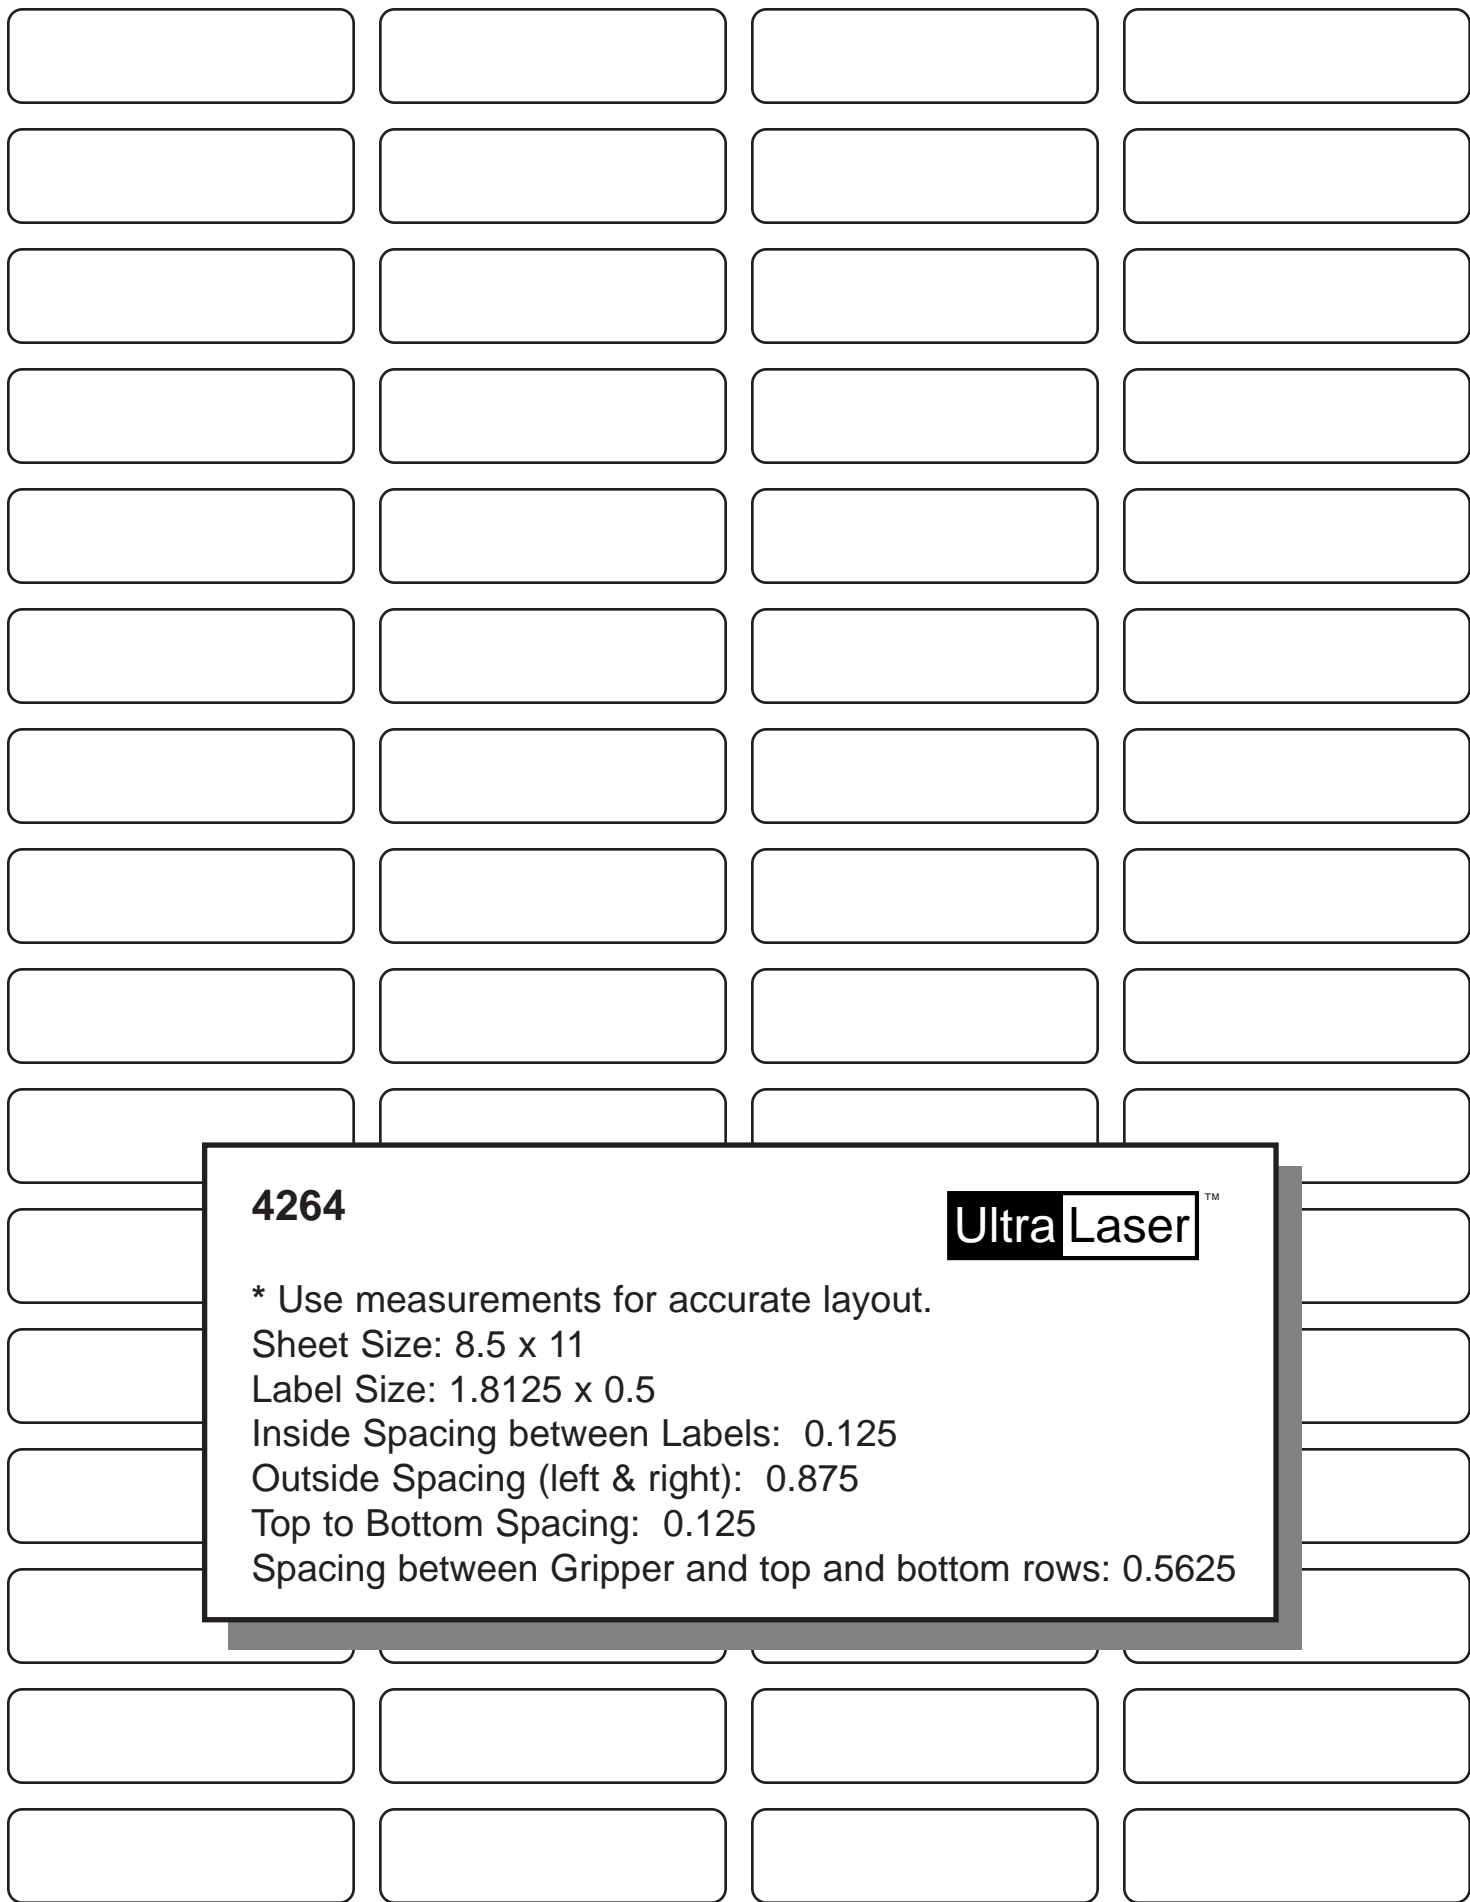 4264
Ultra Laser ™
* Use measurements for accurate layout.
Sheet Size: 8.5 x 11
Label Size: 1.8125 x 0.5
Inside Spacing between Labels:  0.125
Outside Spacing (left & right):  0.875
Top to Bottom Spacing:  0.125
Spacing between Gripper and top and bottom rows: 0.5625